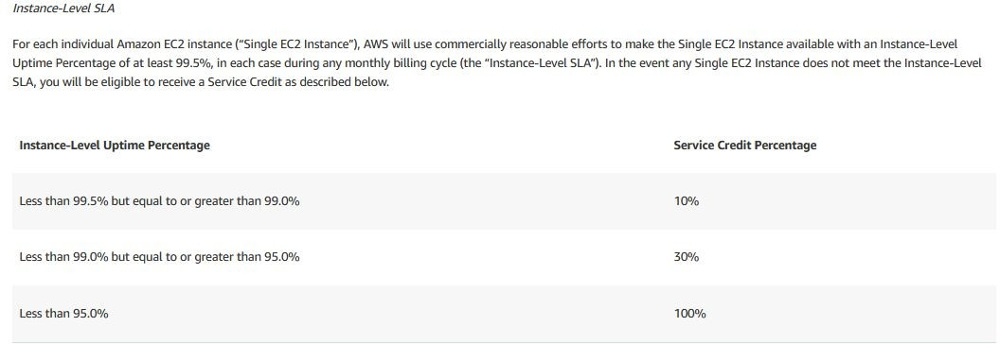 Instance-Level SLA
For each individual Amazon EC2 instance (“Single EC2 Instance”), AWS will use commercially reasonable efforts to make the Single EC2 Instance available with an Instance-Level
Uptime Percentage of at least 99.5%, in each case during any monthly billing cycle (the “Instance-Level SLA”). In the event any Single EC2 Instance does not meet the Instance-Level
SLA, you will be eligible to receive a Service Credit as described below.
Instance-Level Uptime Percentage Service Credit Percentage
Less than 99.5% but equal to or greater than 99.0% 10%
Less than 99.0% but equal to or greater than 95.0% 30%
Less than 95.0% 100%